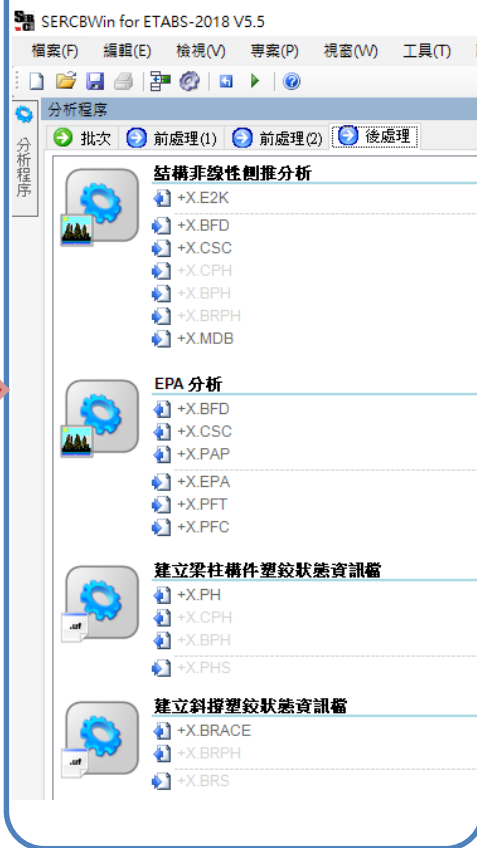 SERCBWin for ETABS-2018 V5.5
檔案(F) 編輯(E) 檢視(V) 專案(P) 視窗(W) 工具(T)
分析程序
批次 前處理(1) 前處理(2) 後處理
分析程序
結構非線性側推分析
+X.E2K
+X.BFD
+X.CSC
+X.CPH
+X.BPH
+X.BRPH
+X.MDB
EPA 分析
+X.BFD
+X.CSC
+X.PAP
+X.EPA
+X.PFT
+X.PFC
建立梁柱構件塑鉸狀態資訊檔
.urf
+X.PH
+X.CPH
+X.BPH
+X.PHS
建立斜撐塑鉸狀態資訊檔
.urf
+X.BRACE
+X.BRPH
+X.BRS